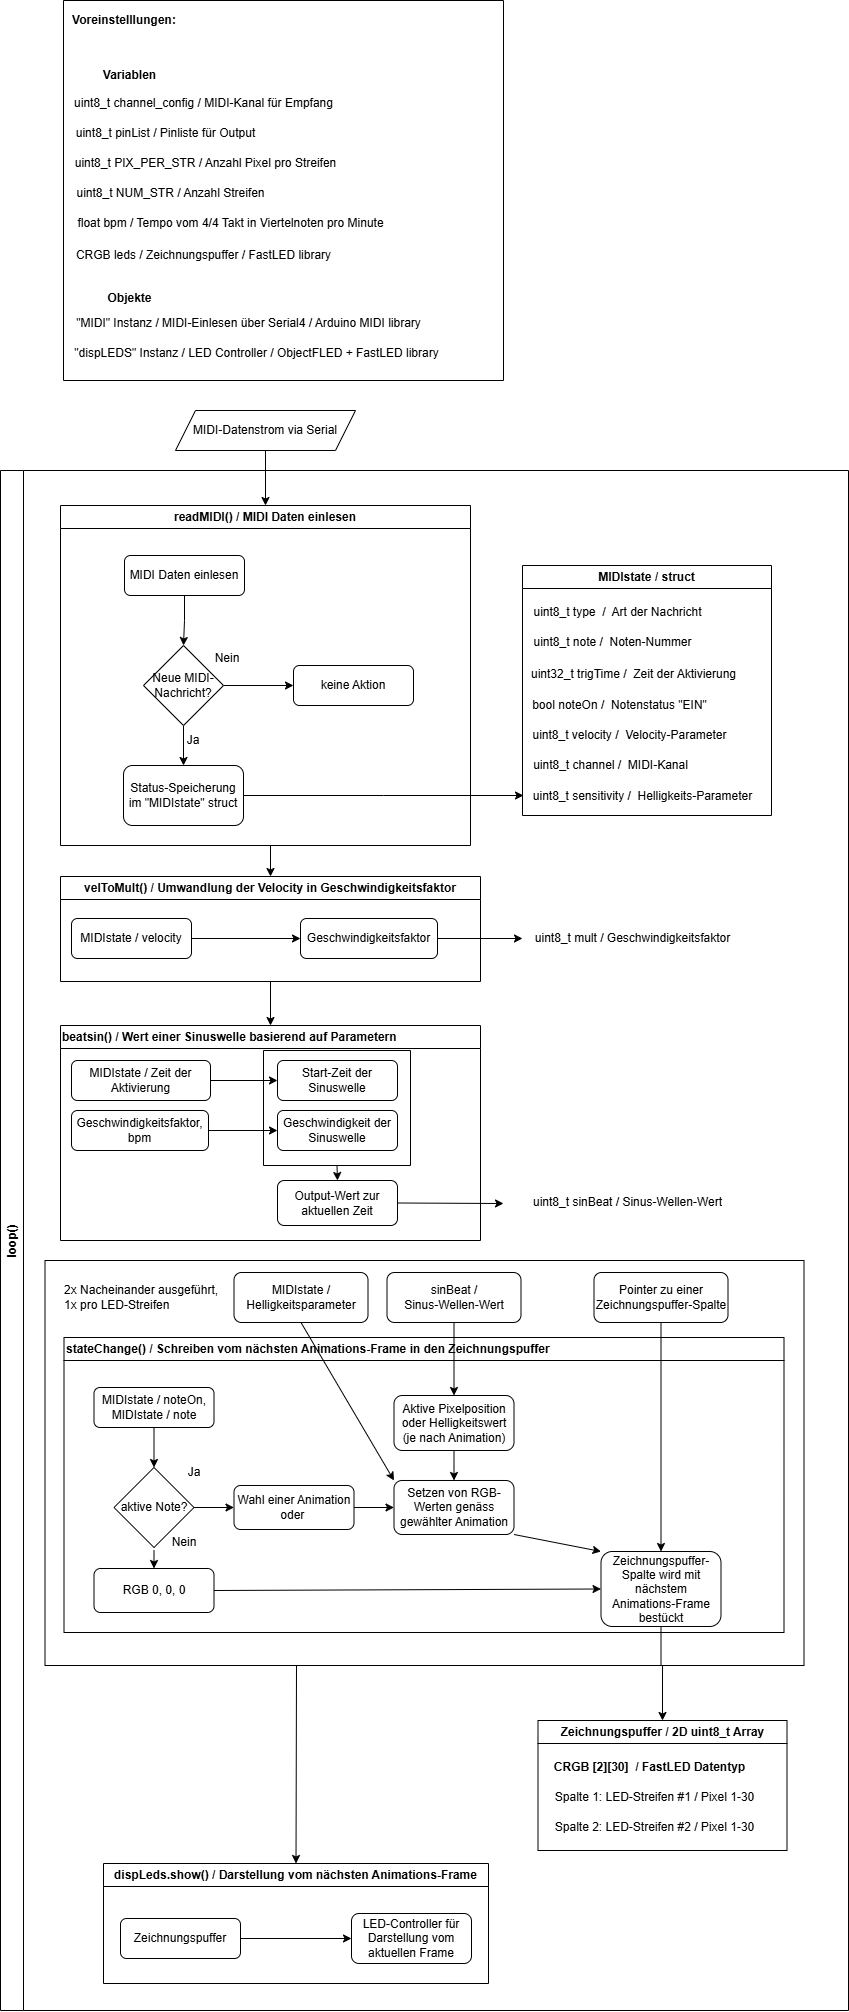 Voreinstelllungen:
Variablen
uint8_t channel_config / MIDI-Kanal für Empfang
uint8_t pinList / Pinliste für Output
uint8_t PIX_PER_STR / Anzahl Pixel pro Streifen
uint8_t NUM_STR / Anzahl Streifen
float bpm / Tempo vom 4/4 Takt in Viertelnoten pro Minute
CRGB leds / Zeichnungspuffer / FastLED library
Objekte
"MIDI" Instanz / MIDI-Einlesen über Serial4 / Arduino MIDI library
"dispLEDS" Instanz / LED Controller / ObjectFLED + FastLED library
MIDI-Datenstrom via Serial
loop()
readMIDI() / MIDI Daten einlesen
MIDI Daten einlesen
Neue MIDI-
Nachricht?
Nein
keine Aktion
Ja
Status-Speicherung
im "MIDIstate" struct
MIDIstate / struct
uint8_t type  /  Art der Nachricht
uint8_t note /  Noten-Nummer
uint32_t trigTime /  Zeit der Aktivierung
bool noteOn /  Notenstatus "EIN"
uint8_t velocity /  Velocity-Parameter
uint8_t channel /  MIDI-Kanal
uint8_t sensitivity /  Helligkeits-Parameter
velToMult() / Umwandlung der Velocity in Geschwindigkeitsfaktor
MIDIstate / velocity
Geschwindigkeitsfaktor
uint8_t mult / Geschwindigkeitsfaktor
beatsin() / Wert einer Sinuswelle basierend auf Parametern
MIDIstate / Zeit der
Aktivierung
Start-Zeit der
Sinuswelle
Geschwindigkeitsfaktor,
bpm
Geschwindigkeit der
Sinuswelle
Output-Wert zur
aktuellen Zeit
uint8_t sinBeat / Sinus-Wellen-Wert
2x Nacheinander ausgeführt,
1x pro LED-Streifen
MIDIstate /
Helligkeitsparameter
sinBeat /
Sinus-Wellen-Wert
Pointer zu einer
Zeichnungspuffer-Spalte
stateChange() / Schreiben vom nächsten Animations-Frame in den Zeichnungspuffer
MIDIstate / noteOn,
MIDIstate / note
Aktive Pixelposition
oder Helligkeitswert
(je nach Animation)
aktive Note?
Ja
Nein
Wahl einer Animation
oder
Setzen von RGB-
Werten genäss
gewählter Animation
RGB 0, 0, 0
Zeichnungspuffer-
Spalte wird mit
nächstem
Animations-Frame
bestückt
Zeichnungspuffer / 2D uint8_t Array
CRGB [2][30]  / FastLED Datentyp
Spalte 1: LED-Streifen #1 / Pixel 1-30
Spalte 2: LED-Streifen #2 / Pixel 1-30
dispLeds.show() / Darstellung vom nächsten Animations-Frame
Zeichnungspuffer
LED-Controller für
Darstellung vom
aktuellen Frame